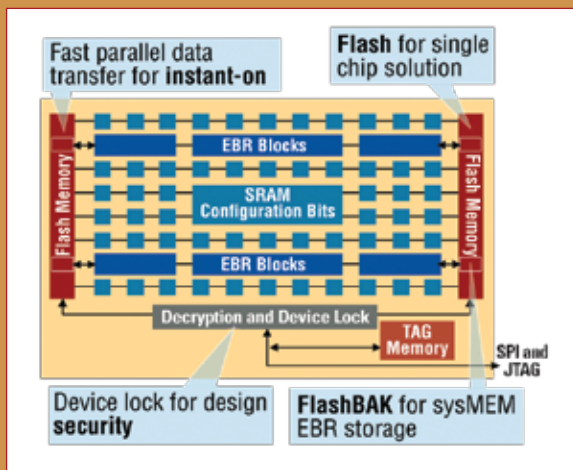 Fast parallel data
transfer for instant-on
Flash for single
chip solution
Flash Memory
EBR Blocks
SRAM
Configuration Bits
EBR Blocks
Flash Memory
Decryption and Device Lock
TAG
Memory
SPI and
JTAG
Device lock for design
security
FlashBAK for sysMEM
EBR storage